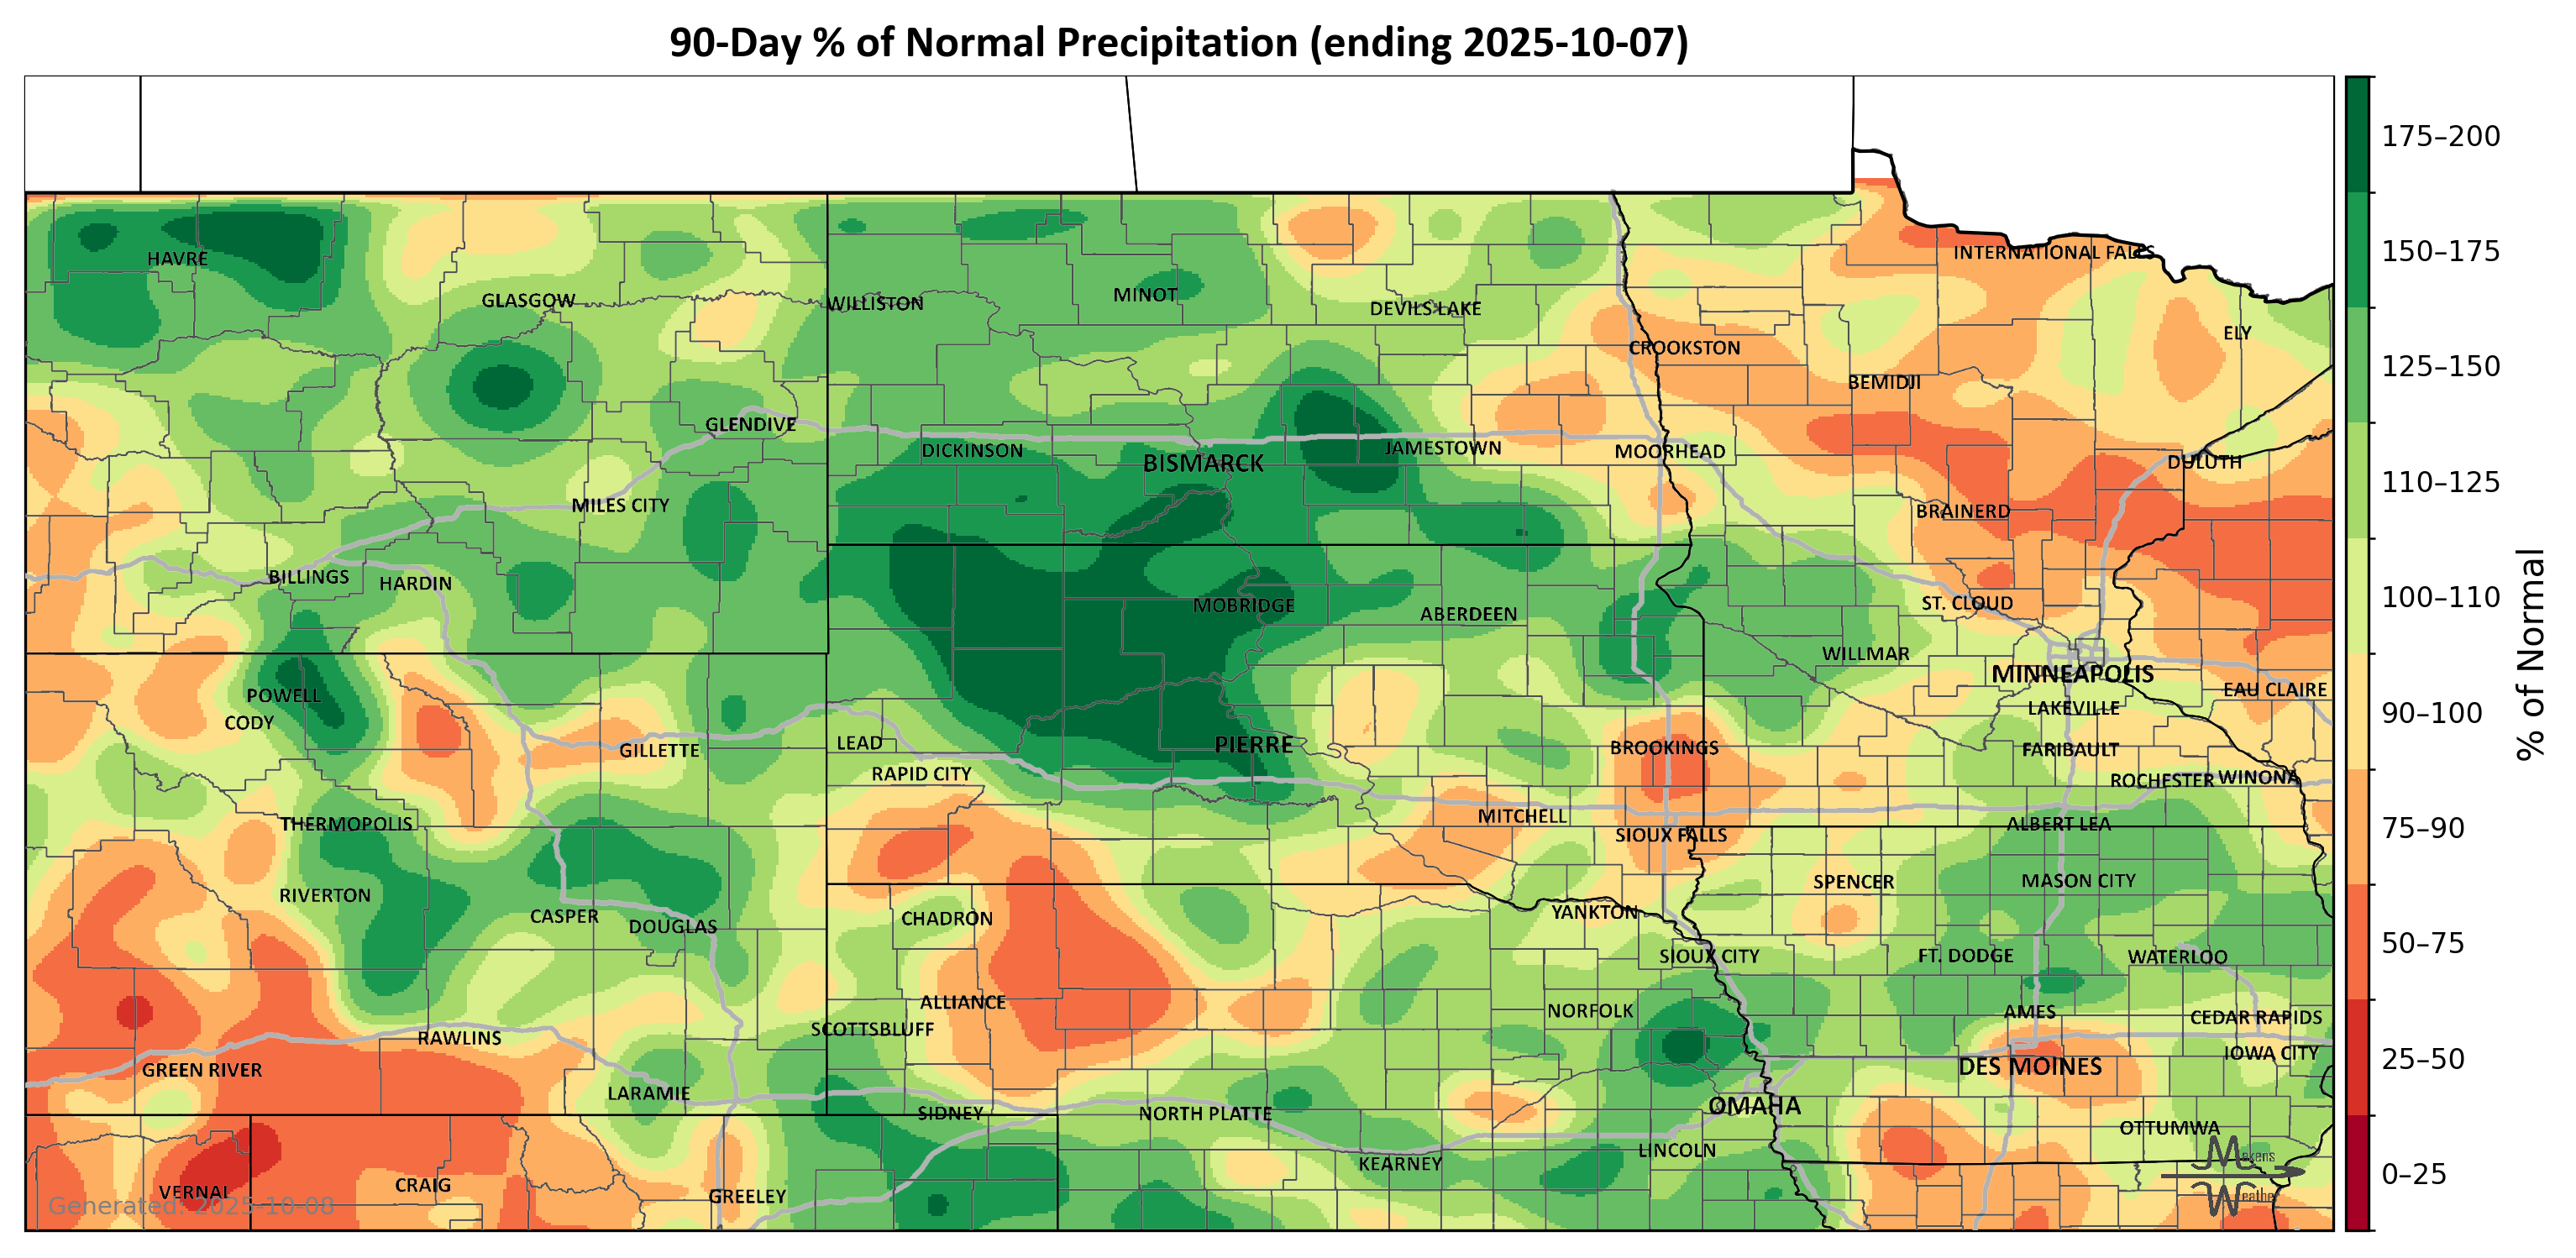 90-Day % of Normal Precipitation (ending 2025-10-07)
175–200
INTERNATIONAL FALLS
HAVRE
150–175
MINOT
GLASGOW
WILLISTON
DEVILS LAKE
ELY
CROOKSTON
125–150
BEMIDJI
GLENDIVE
DICKINSON
JAMESTOWN
MOORHEAD
BISMARCK
DULUTH
110–125
MILES CITY
BRAINERD
BILLINGS
HARDIN
100–110
ST. CLOUD
MOBRIDGE
ABERDEEN
WILLMAR
% of Normal
MINNEAPOLIS
EAU CLAIRE
POWELL
LAKEVILLE
90–100
CODY
LEAD
PIERRE
BROOKINGS
GILLETTE
FARIBAULT
RAPID CITY
ROCHESTER
WINONA
MITCHELL
THERMOPOLIS
ALBERT LEA
75–90
SIOUX FALLS
SPENCER
MASON CITY
RIVERTON
YANKTON
CASPER
CHADRON
DOUGLAS
50–75
SIOUX CITY
FT. DODGE
WATERLOO
ALLIANCE
NORFOLK
AMES
CEDAR RAPIDS
SCOTTSBLUFF
RAWLINS
IOWA CITY
25–50
GREEN RIVER
DES MOINES
LARAMIE
OMAHA
SIDNEY
NORTH PLATTE
OTTUMWA
LINCOLN
Makens
KEARNEY
0–25
VERNAL
CRAIG
GREELEY
Weather
Generated: 2025-10-08